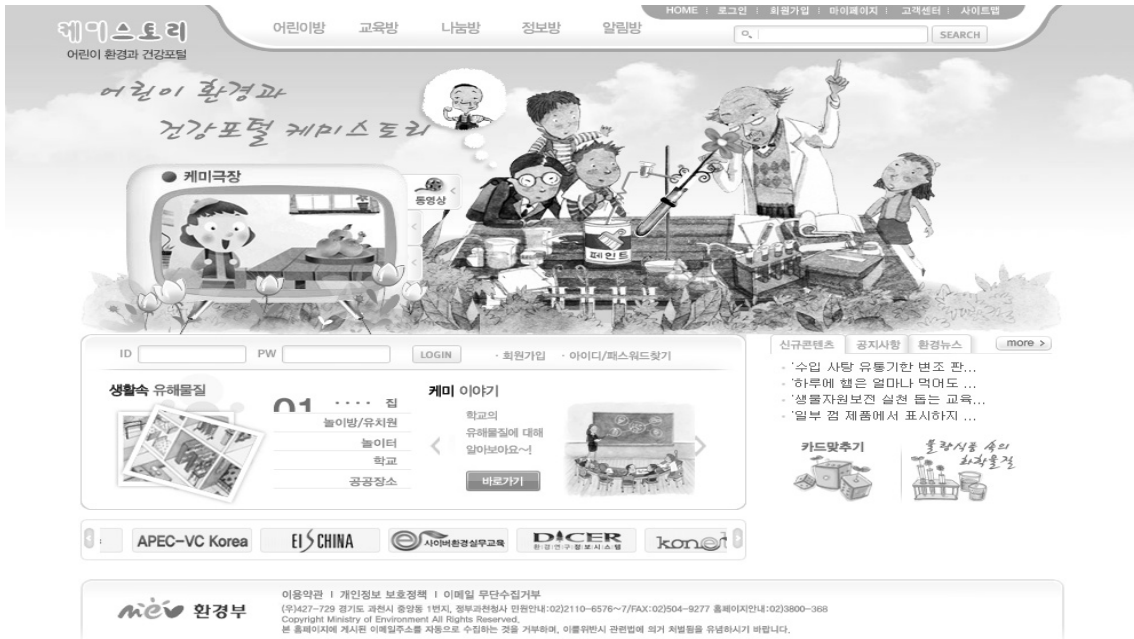 케미스토리
어린이 환경과 건강포털
HOME 로그인 회원가입 마이페이지 고객센터 사이트맵
어린이방 교육방 나눔방 정보방 알림방
SEARCH
어린이 환경과
건강포털 케미스토리
케미극장
동영상
페인트
ID PW LOGIN · 회원가입 · 아이디/패스워드찾기
신규콘텐츠 공지사항 환경뉴스 more >
'수입 사탕 유통기한 변조 판...
'하루에 햄은 얼마나 먹어도 ...
'생물자원보전 실천 돕는 교육...
'일부 껌 제품에서 표시하지 ...
생활속 유해물질
01 집
놀이방/유치원
놀이터
학교
공공장소
케미 이야기
학교의
유해물질에 대해
알아보아요~!
바로가기
카드맞추기
불량식품 속의
화학물질
APEC-VC Korea
EIS CHINA
사이버환경실무교육
DICER
환경연구정보시스템
konet
mev 환경부
이용약관 | 개인정보 보호정책 | 이메일 무단수집거부
(우)427-729 경기도 과천시 중앙동 1번지, 정부과천청사 민원안내:02)2110-6576~7/FAX:02)504-9277 홈페이지안내:02)3800-368
Copyright Ministry of Environment All Rights Reserved.
본 홈페이지에 게시된 이메일주소를 자동으로 수집하는 것을 거부하며, 이를위반시 관련법에 의거 처벌됨을 유념하시기 바랍니다.